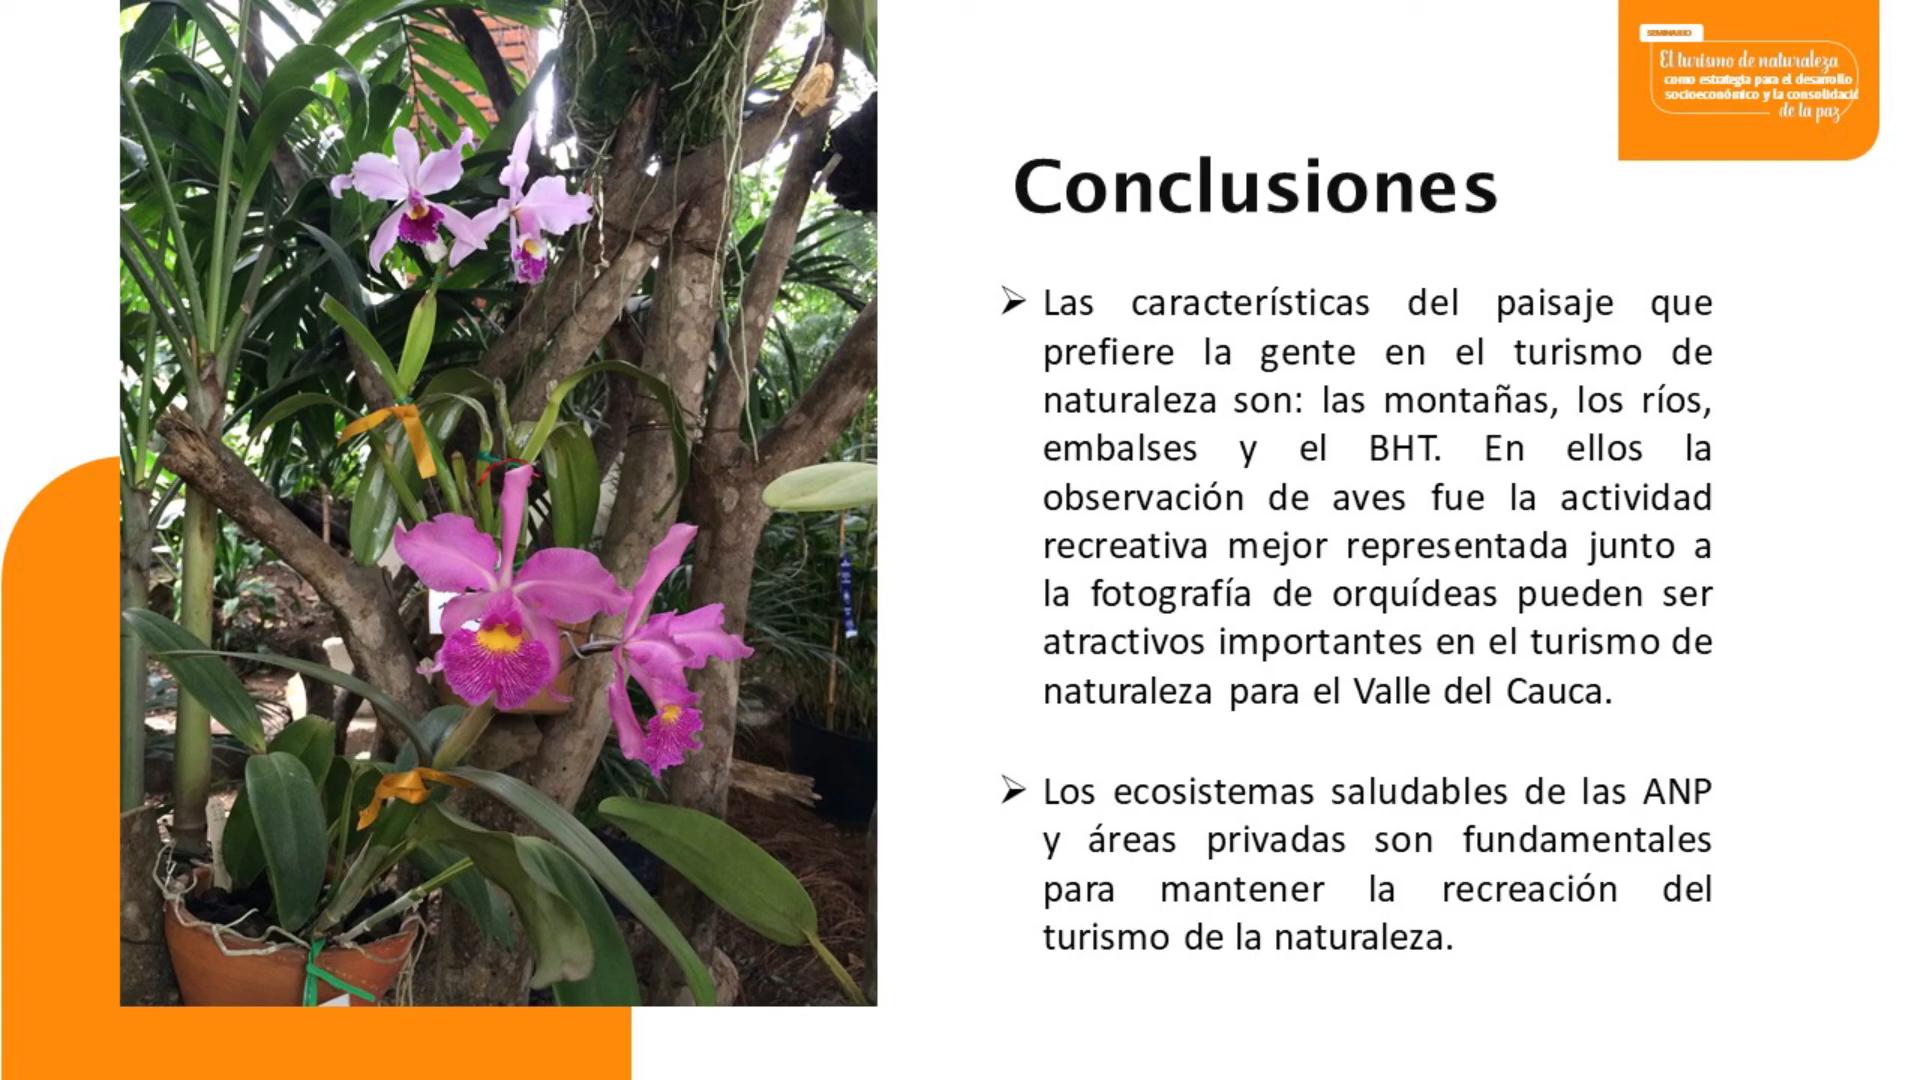 SEMINARIO
El turismo de naturaleza
como estrategia para el desarrollo
socioeconómico y la consolidació
de la paz
Conclusiones
➢ Las características del paisaje que
prefiere la gente en el turismo de
naturaleza son: las montañas, los ríos,
embalses y el BHT. En ellos la
observación de aves fue la actividad
recreativa mejor representada junto a
la fotografía de orquídeas pueden ser
atractivos importantes en el turismo de
naturaleza para el Valle del Cauca.
➢ Los ecosistemas saludables de las ANP
y áreas privadas son fundamentales
para mantener la recreación del
turismo de la naturaleza.